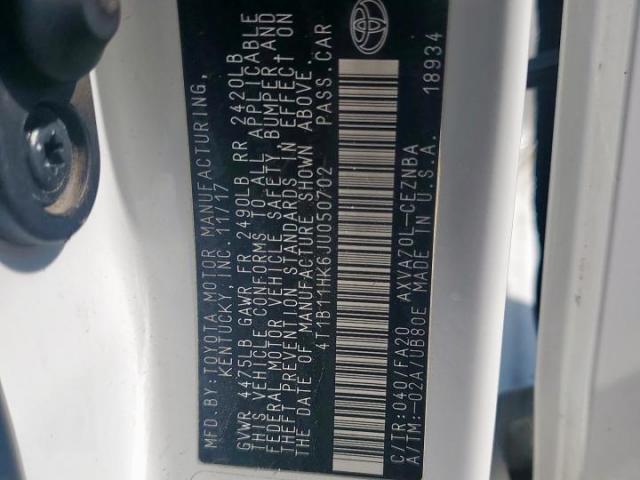 MFD.BY:TOYOTA MOTOR MANUFACTURING,
KENTUCKY, INC. 11/17
GVWR 4475LB GAWR FR 2490LB RR 2420LB
THIS VEHICLE CONFORMS TO ALL APPLICABLE
FEDERAL MOTOR VEHICLE SAFETY, BUMPER, AND
THEFT PREVENTION STANDARDS IN EFFECT ON
THE DATE OF MANUFACTURE SHOWN ABOVE.
4T1B11HK6JU050702 PASS.CAR
C/TR:040/FA20 AXVA70L-CEZNBA
A/TM:-02A/UB80E MADE IN U.S.A. 18934